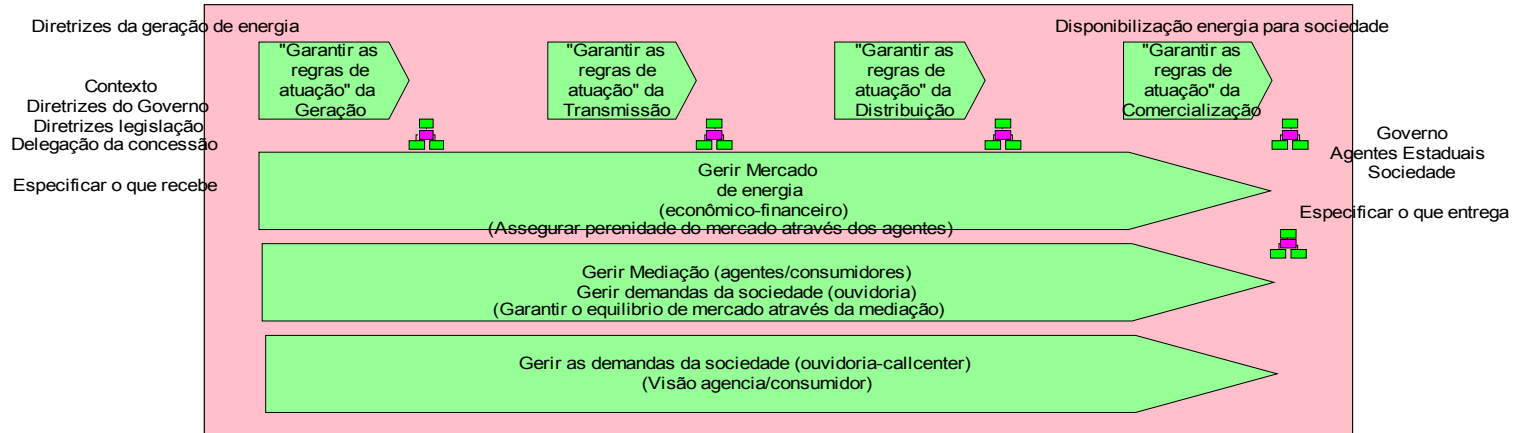 Diretrizes da geração de energia
Disponibilização energia para sociedade
"Garantir as
regras de
atuação" da
Geração
"Garantir as
regras de
atuação" da
Transmissão
"Garantir as
regras de
atuação" da
Distribuição
"Garantir as
regras de
atuação" da
Comercialização
Contexto
Diretrizes do Governo
Diretrizes legislação
Delegação da concessão
Especificar o que recebe
Governo
Agentes Estaduais
Sociedade
Especificar o que entrega
Gerir Mercado
de energia
(econômico-financeiro)
(Assegurar perenidade do mercado através dos agentes)
Gerir Mediação (agentes/consumidores)
Gerir demandas da sociedade (ouvidoria)
(Garantir o equilibrio de mercado através da mediação)
Gerir as demandas da sociedade (ouvidoria-callcenter)
(Visão agencia/consumidor)